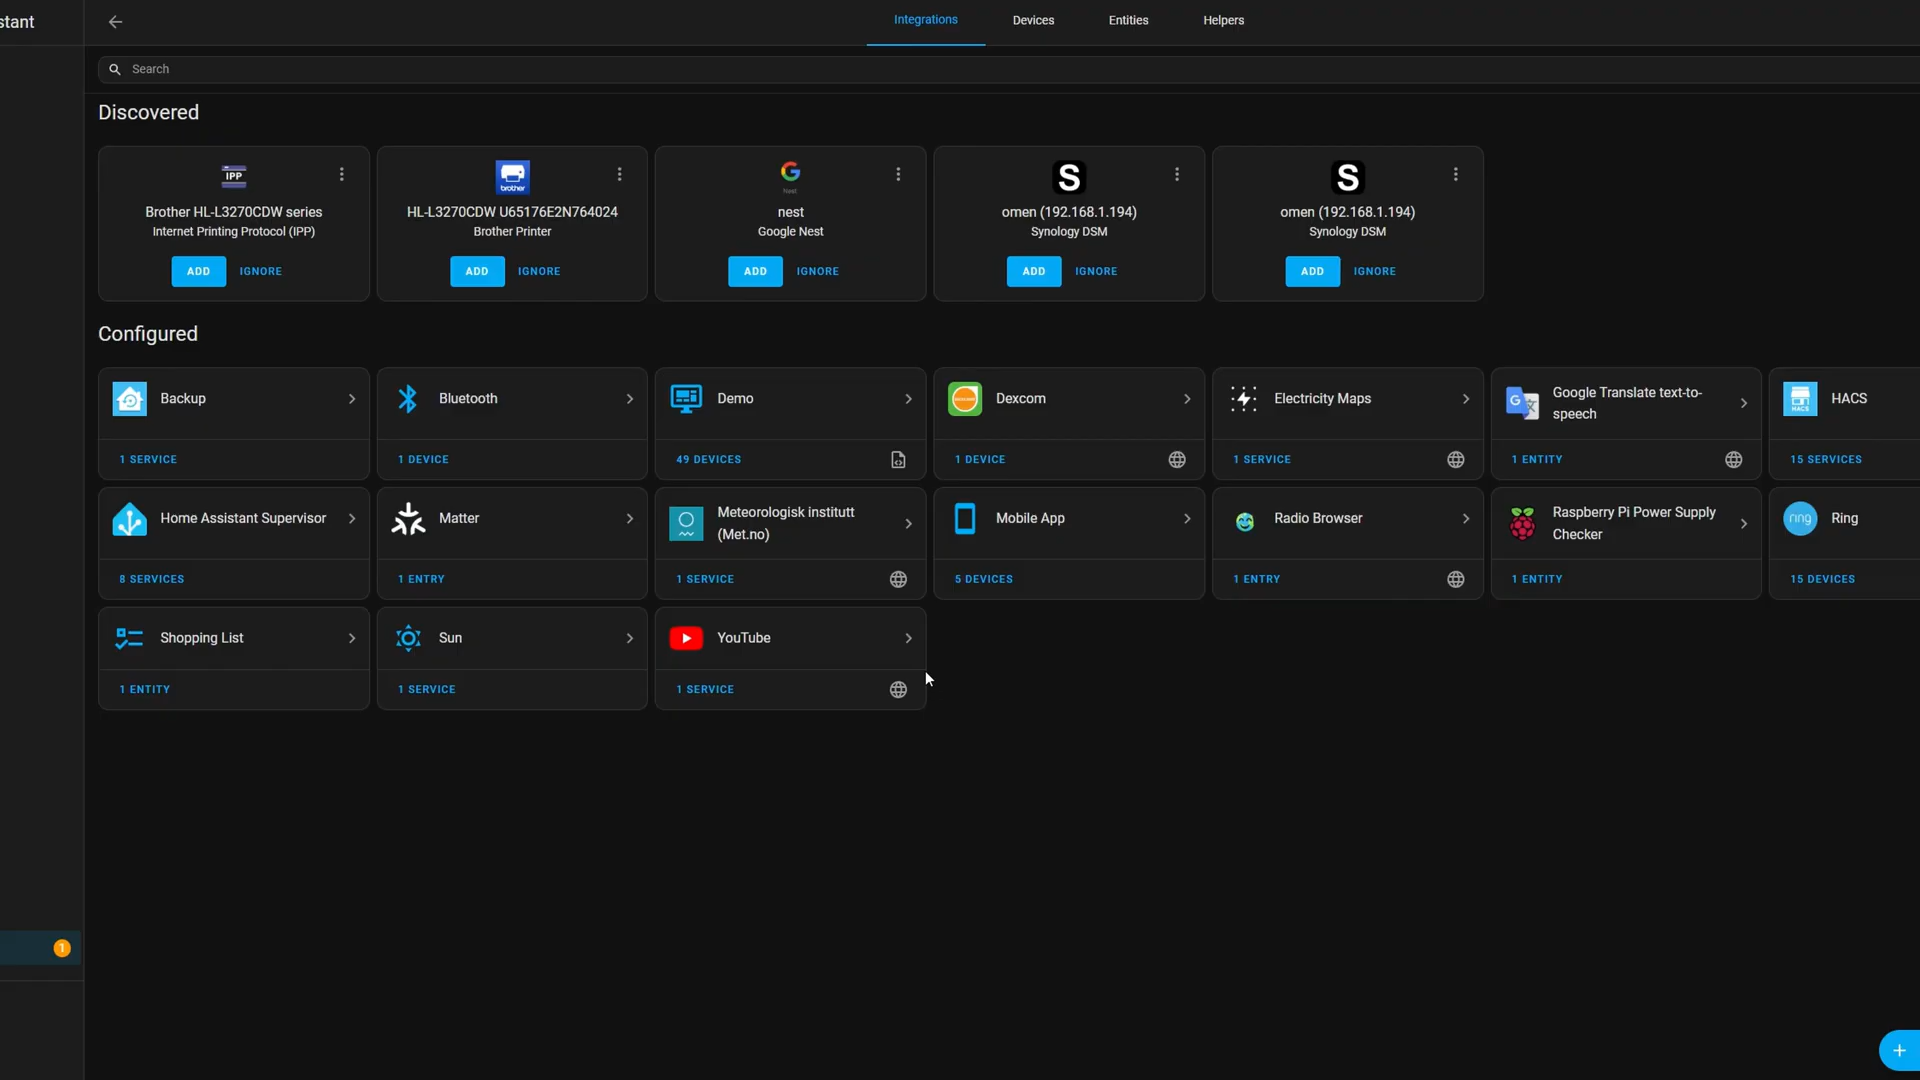 stant
Integrations
Devices
Entities
Helpers
Search
Discovered
IPP
Brother HL-L3270CDW series
Internet Printing Protocol (IPP)
ADD
IGNORE
brother
HL-L3270CDW U65176E2N764024
Brother Printer
ADD
IGNORE
nest
Google Nest
ADD
IGNORE
S
omen (192.168.1.194)
Synology DSM
ADD
IGNORE
S
omen (192.168.1.194)
Synology DSM
ADD
IGNORE
Configured
Backup
1 SERVICE
Bluetooth
1 DEVICE
Demo
49 DEVICES
Dexcom
1 DEVICE
Electricity Maps
1 SERVICE
Google Translate text-to-
speech
1 ENTITY
HACS
HACS
15 SERVICES
Home Assistant Supervisor
8 SERVICES
Matter
1 ENTRY
Meteorologisk institutt
(Met.no)
1 SERVICE
Mobile App
5 DEVICES
Radio Browser
1 ENTRY
Raspberry Pi Power Supply
Checker
1 ENTITY
ring
Ring
15 DEVICES
Shopping List
1 ENTITY
Sun
1 SERVICE
YouTube
1 SERVICE
1